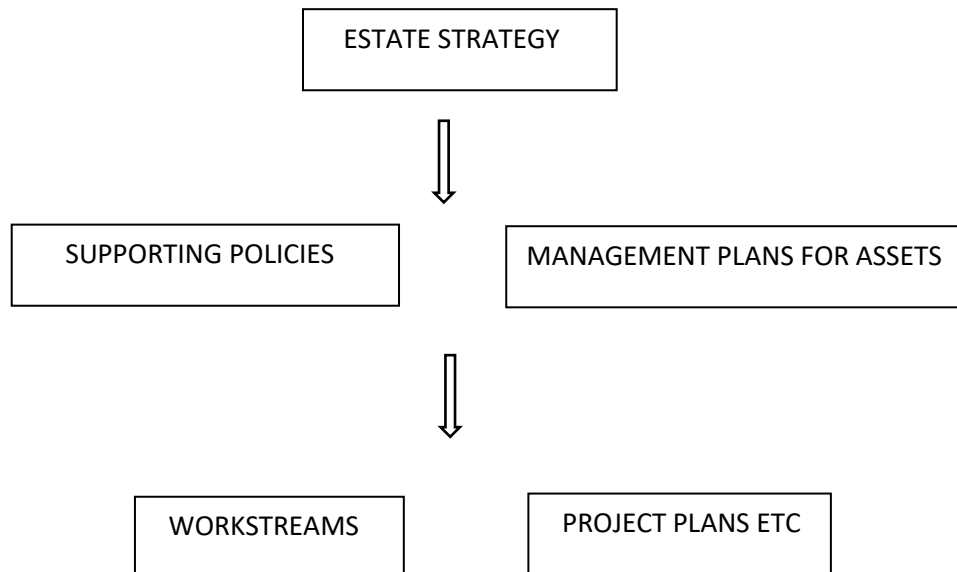 ESTATE STRATEGY
SUPPORTING POLICIES
MANAGEMENT PLANS FOR ASSETS
WORKSTREAMS
PROJECT PLANS ETC